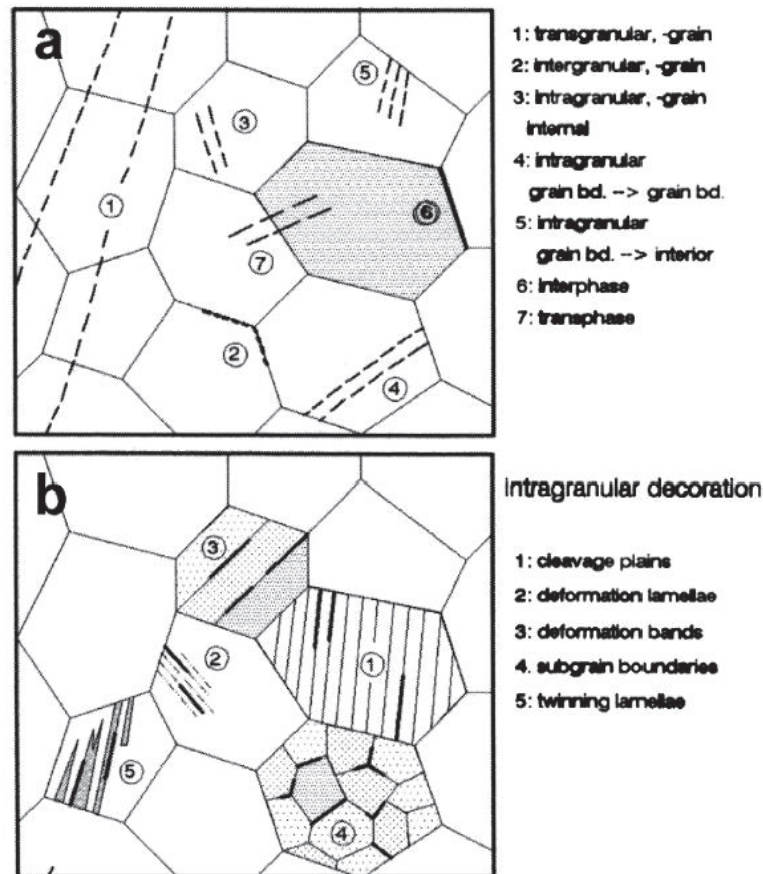 a
1: transgranular, -grain
2: intergranular, -grain
3: intragranular, -grain
internal
4: intragranular
grain bd. --> grain bd.
5: intragranular
grain bd. --> interior
6: interphase
7: transphase
5
3
1
6
7
2
4
b
Intragranular decoration
1: cleavage plains
2: deformation lamellae
3: deformation bands
4. subgrain boundaries
5: twinning lamellae
3
2
1
5
4